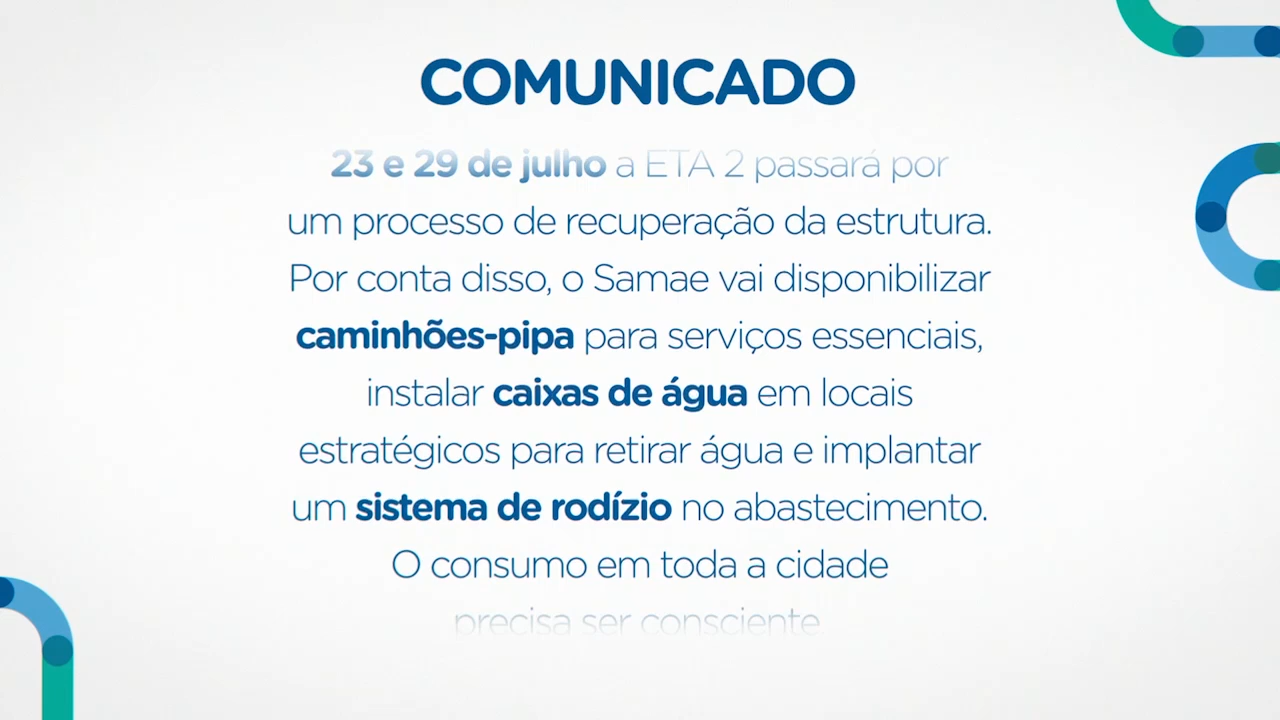 COMUNICADO
23 e 29 de julho a ETA 2 passará por
um processo de recuperação da estrutura.
Por conta disso, o Samae vai disponibilizar
caminhões-pipa para serviços essenciais,
instalar caixas de água em locais
estratégicos para retirar água e implantar
um sistema de rodízio no abastecimento.
O consumo em toda a cidade
precisa ser consciente